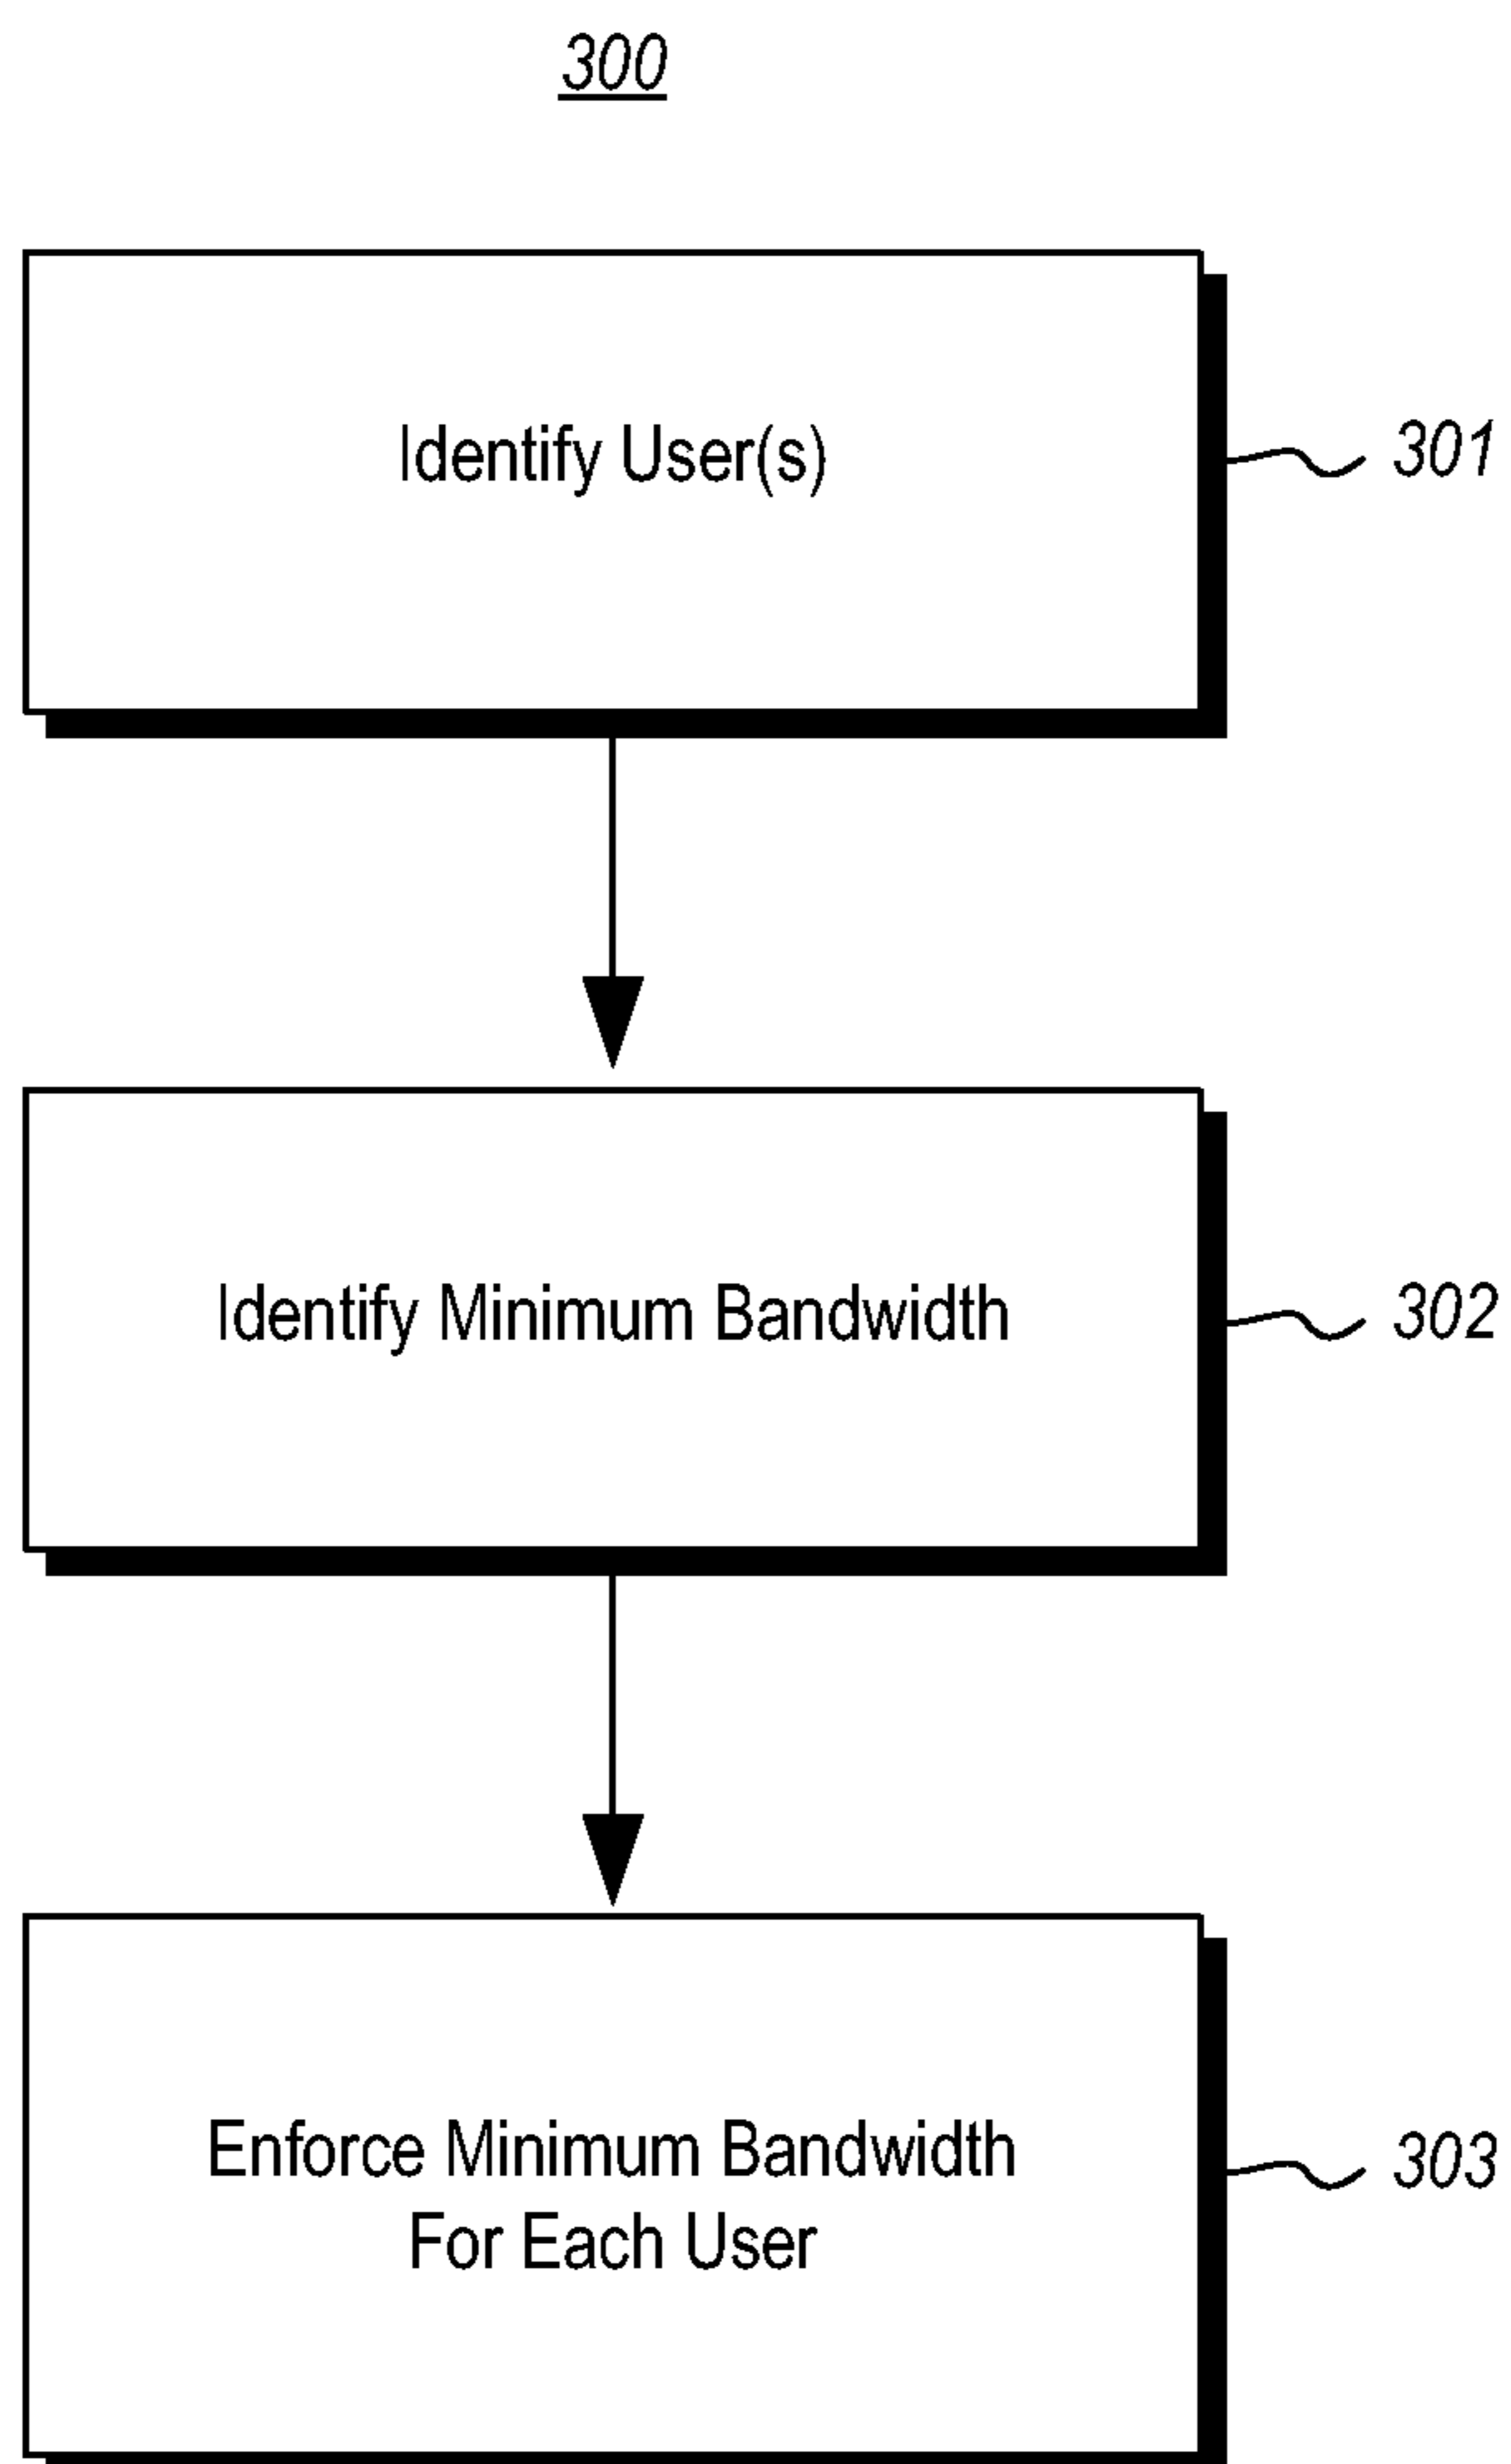 300
Identify User(s)
301
Identify Minimum Bandwidth
302
Enforce Minimum Bandwidth
For Each User
303